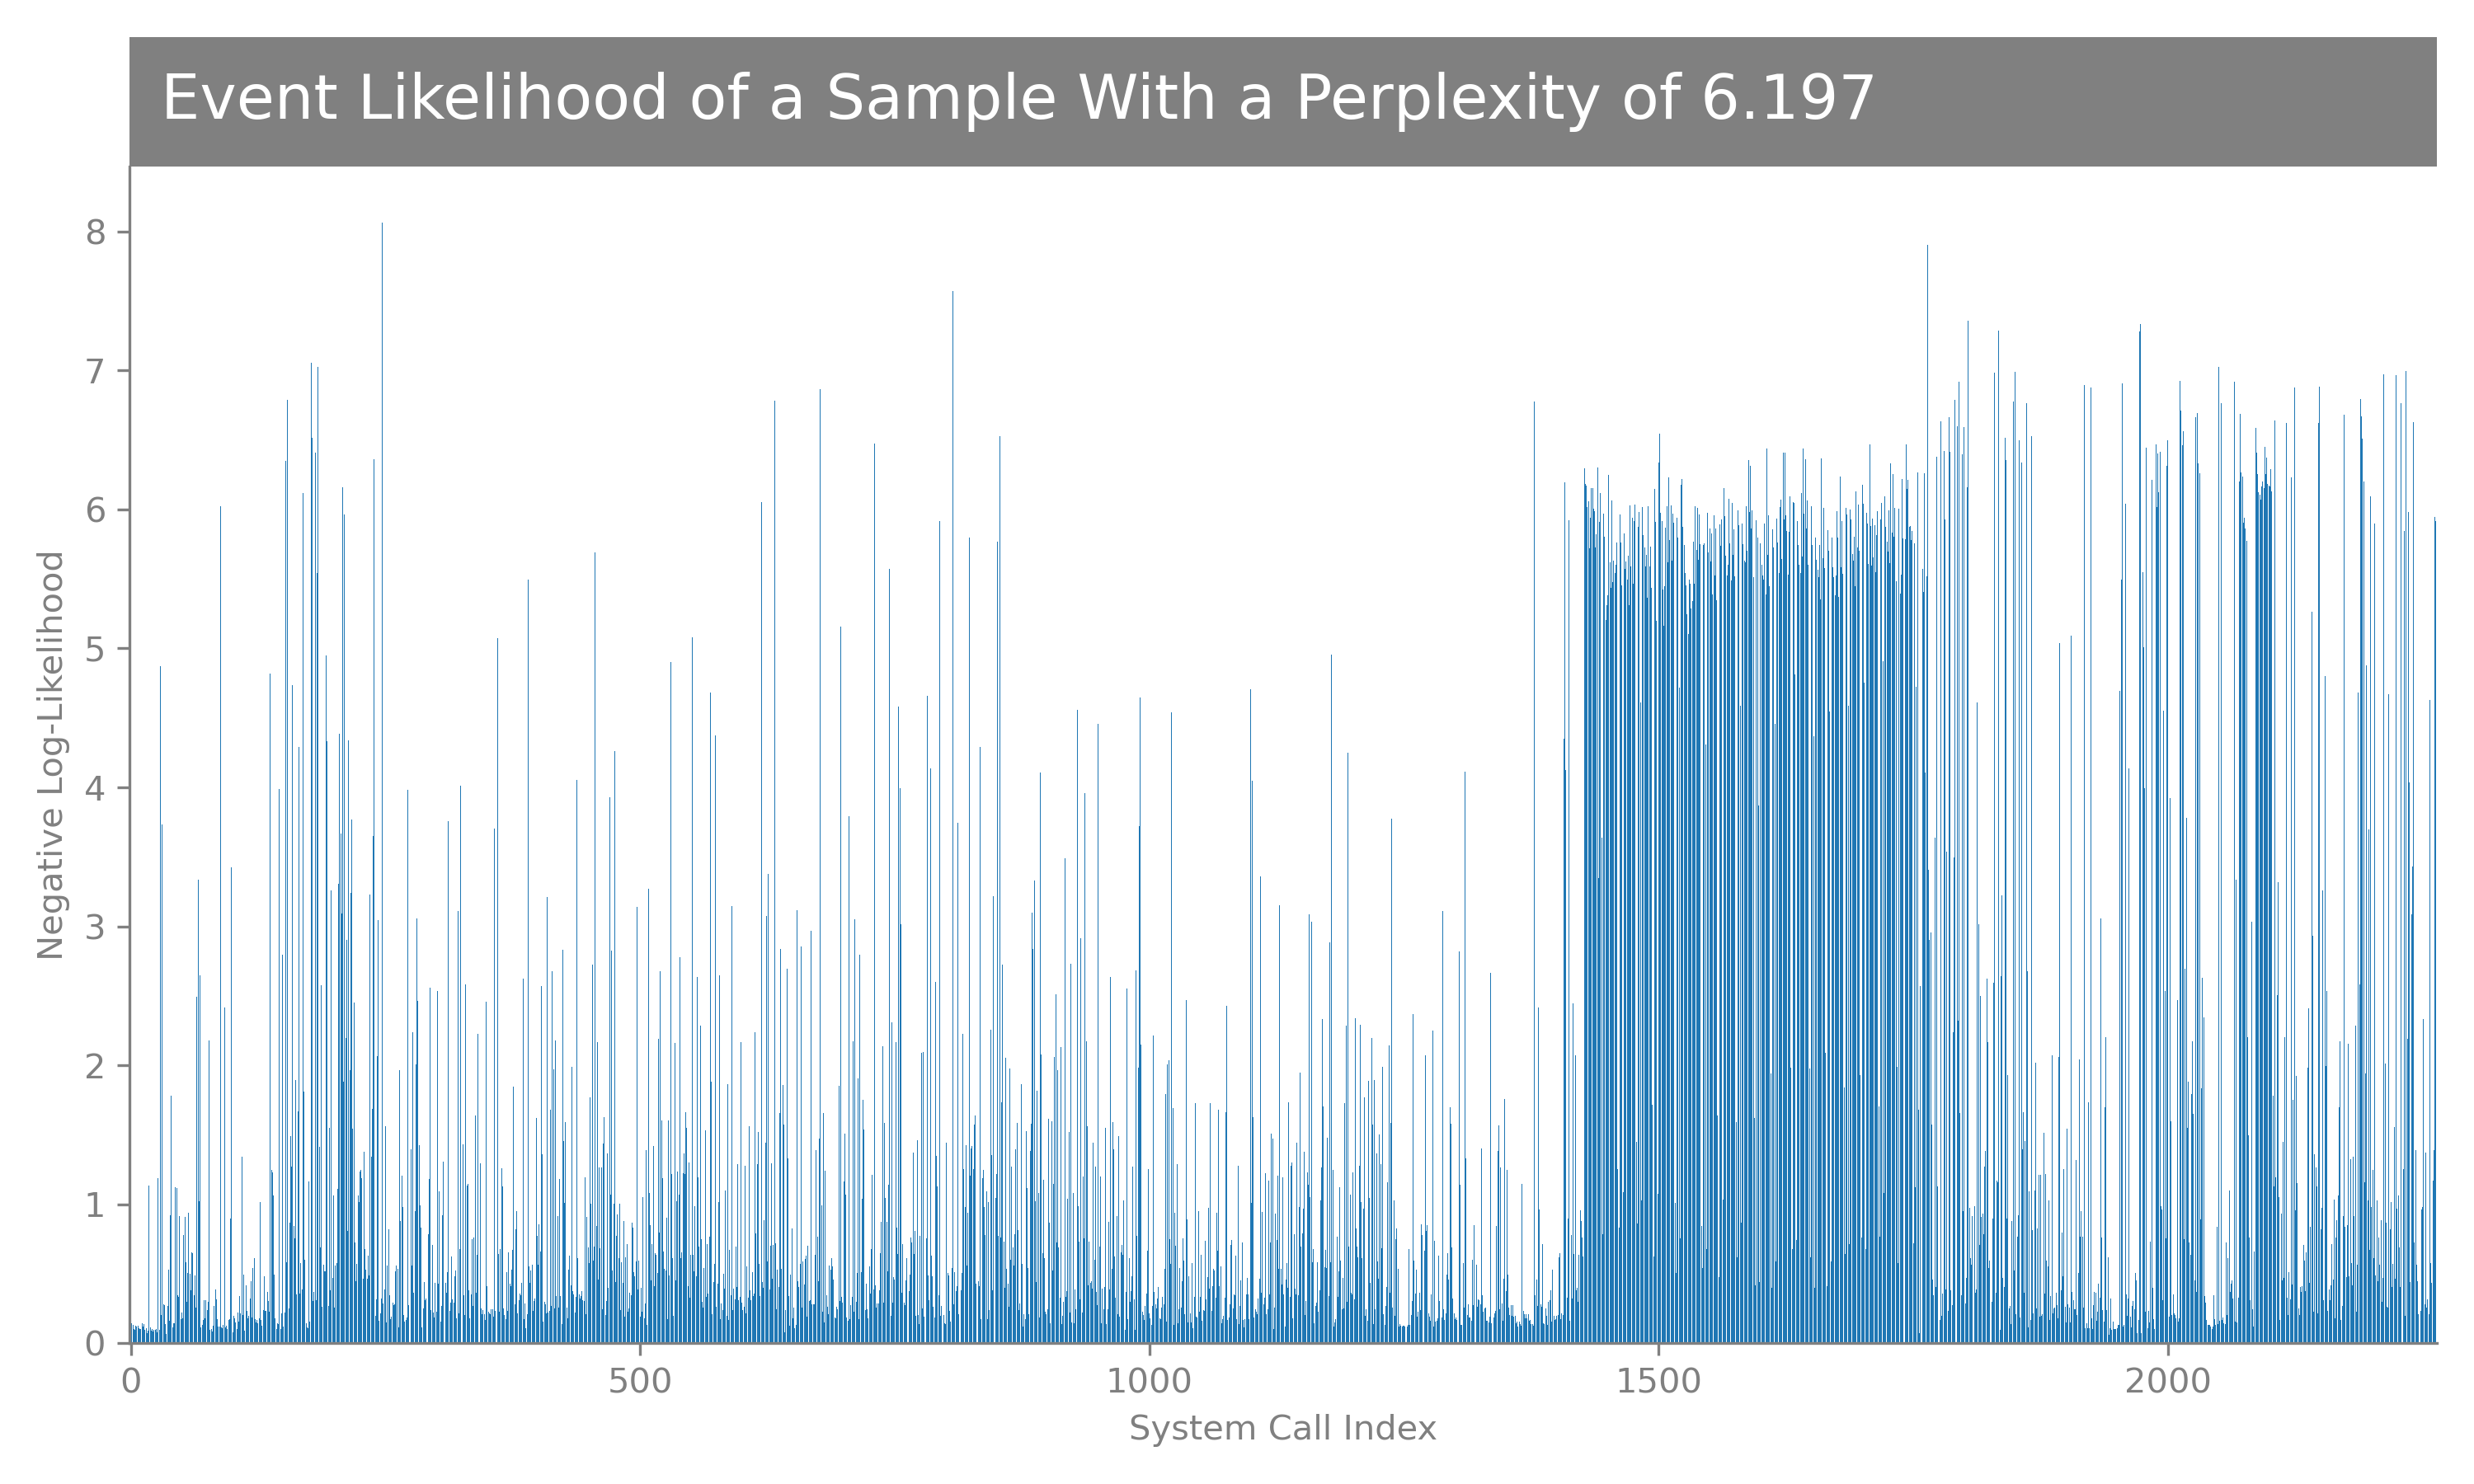 Event Likelihood of a Sample With a Perplexity of 6.197
8
7
6
5
4
3
2
1
0
Negative Log-Likelihood
0 500 1000 1500 2000
System Call Index